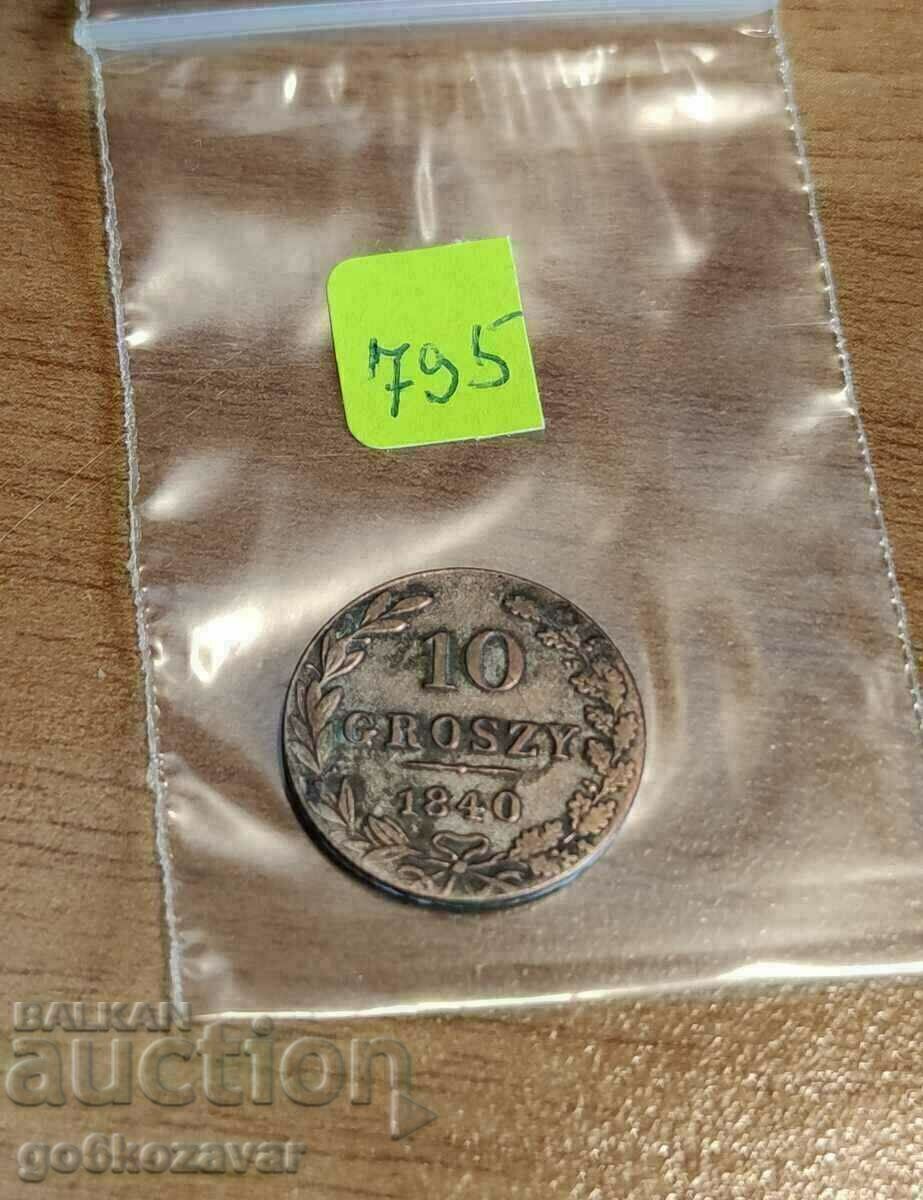 795
10
GROSZY
1840
BALKAN
auction
go6kozavar